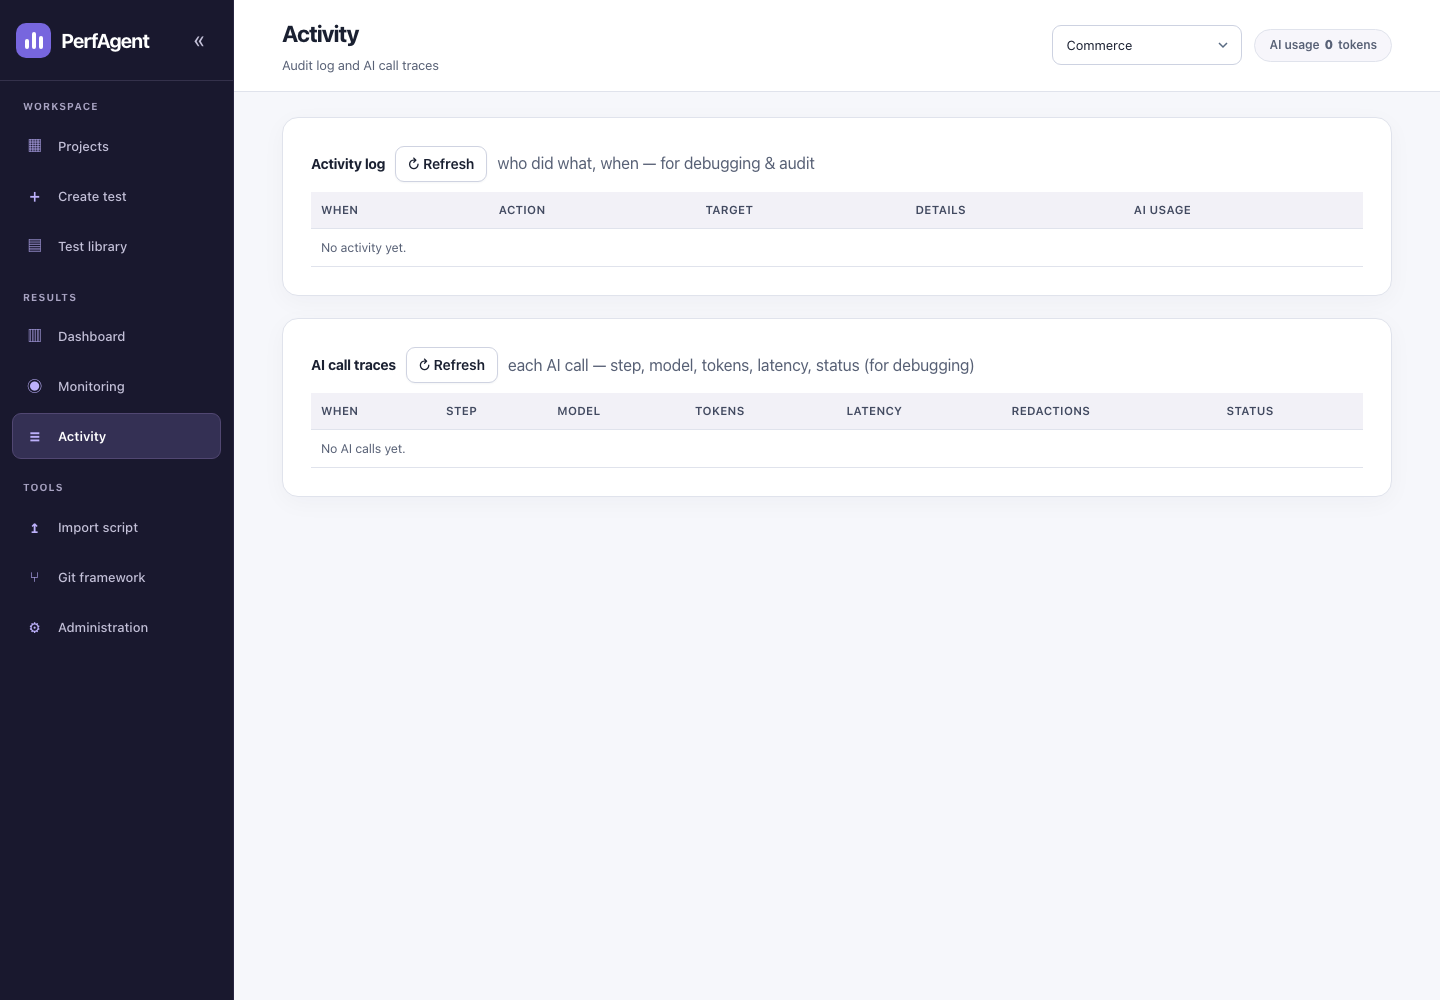 PerfAgent «
WORKSPACE
Projects
Create test
Test library
RESULTS
Dashboard
Monitoring
Activity
TOOLS
Import script
Git framework
Administration
Activity
Audit log and AI call traces
Commerce
AI usage 0 tokens
Activity log ↻ Refresh who did what, when — for debugging & audit
WHEN ACTION TARGET DETAILS AI USAGE
No activity yet.
AI call traces ↻ Refresh each AI call — step, model, tokens, latency, status (for debugging)
WHEN STEP MODEL TOKENS LATENCY REDACTIONS STATUS
No AI calls yet.